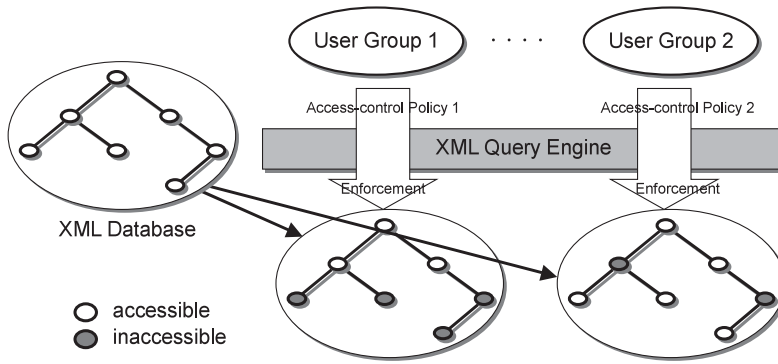 User Group 1
. . . .
User Group 2
Access-control Policy 1
Access-control Policy 2
XML Query Engine
Enforcement
Enforcement
XML Database
accessible
inaccessible